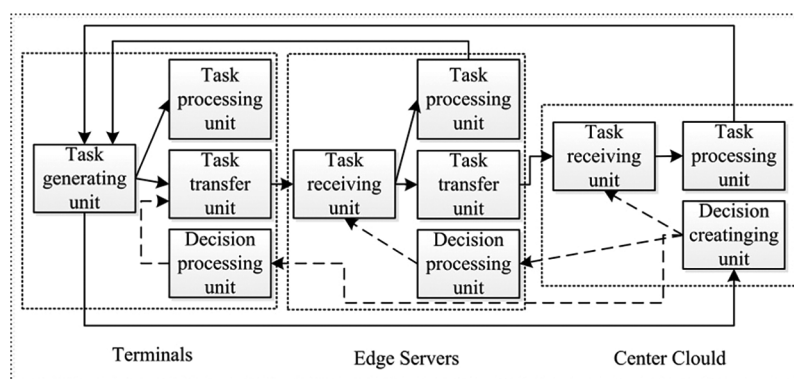 Task
processing
unit
Task
generating
unit
Task
transfer
unit
Decision
processing
unit
Task
processing
unit
Task
receiving
unit
Task
transfer
unit
Decision
processing
unit
Task
receiving
unit
Task
processing
unit
Decision
creatinging
unit
Terminals
Edge Servers
Center Clould